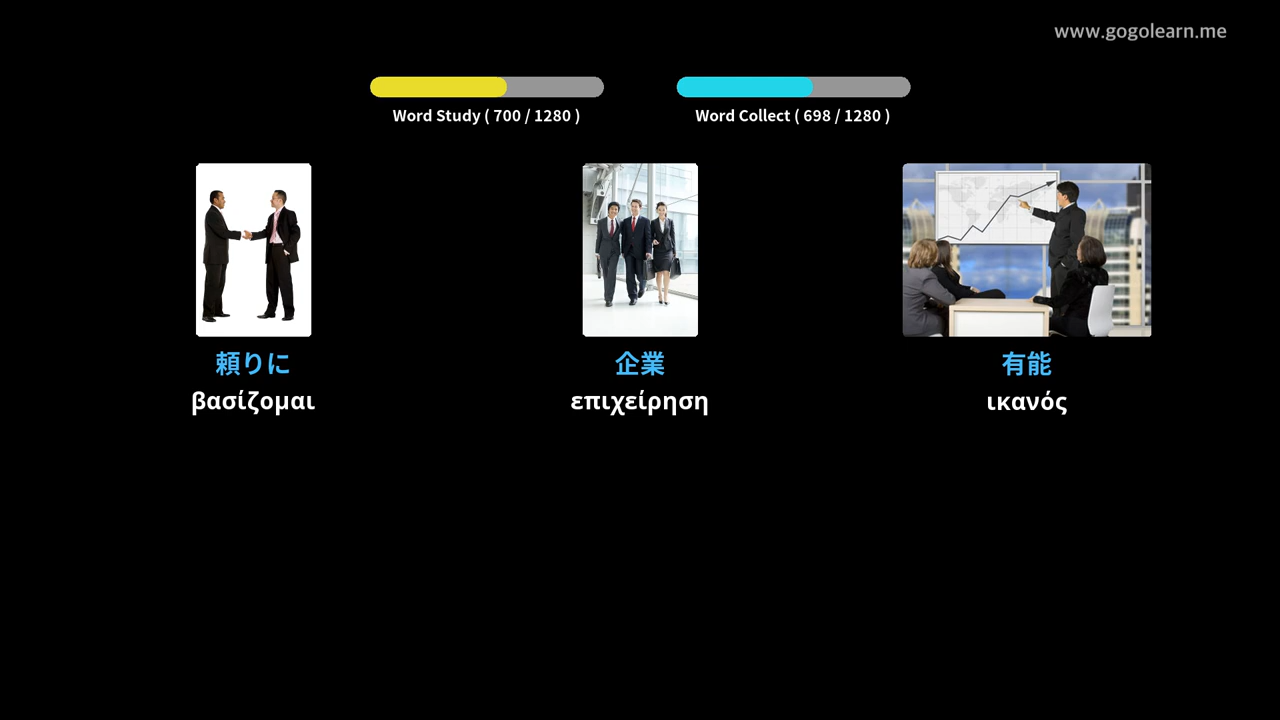 www.gogolearn.me
Word Study ( 700 / 1280 )
Word Collect ( 698 / 1280 )
頼りに
企業
有能
βασίζομαι
επιχείρηση
ικανός